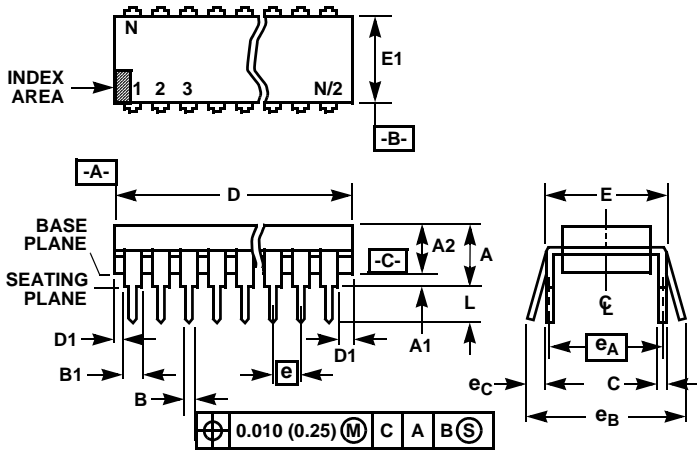 N
E1
INDEX
AREA
1 2 3 N/2
-B-
-A-
D
E
BASE
PLANE
A2
A
-C-
SEATING
PLANE
L
C
L
D1
A1
D1
e
eA
B1
eC
C
B
eB
0.010 (0.25) M C A B S